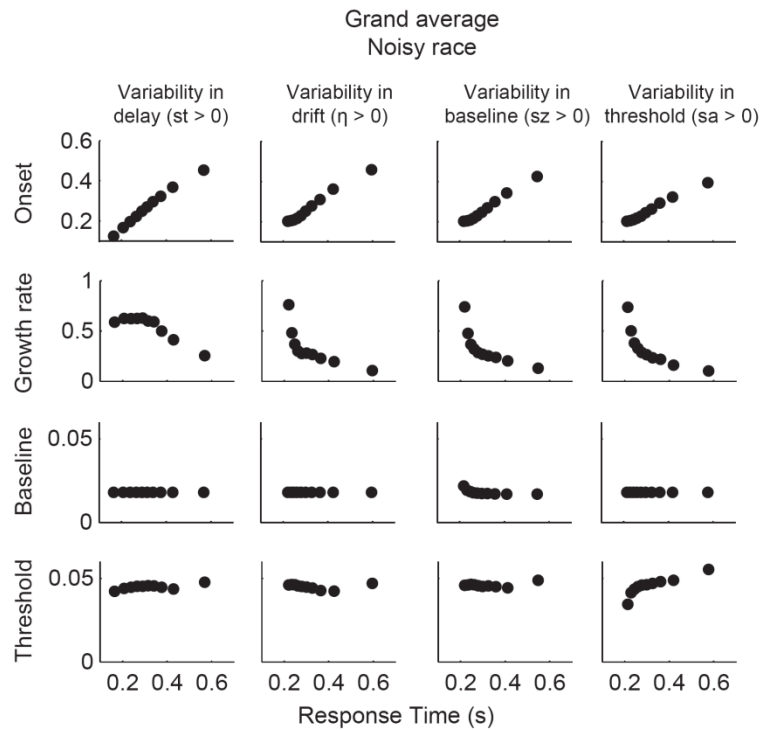 Grand average
Noisy race
Variability in
delay (st > 0)
Variability in
drift (η > 0)
Variability in
baseline (sz > 0)
Variability in
threshold (sa > 0)
Onset
0.6
0.4
0.2
Growth rate
1
0.5
0
Baseline
0.05
0
Threshold
0.05
0
0.2 0.4 0.6
0.2 0.4 0.6
0.2 0.4 0.6
0.2 0.4 0.6
Response Time (s)